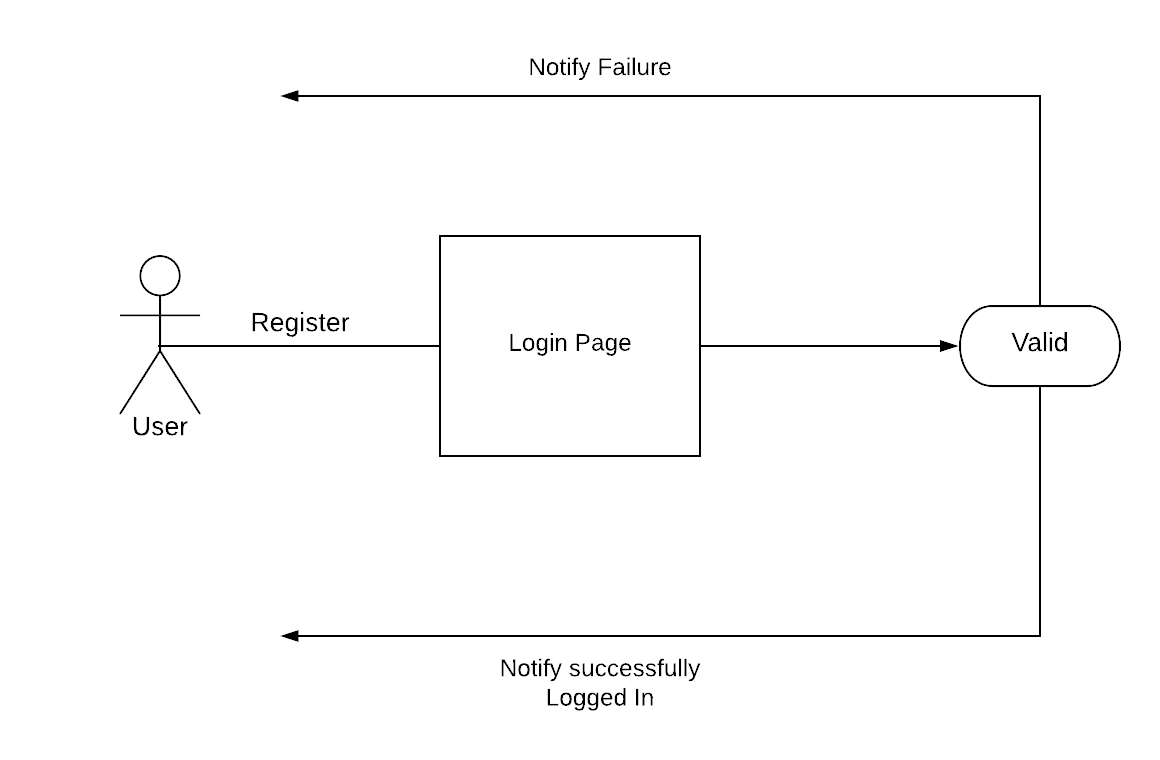 Notify Failure
Register
Login Page
Valid
User
Notify successfully
Logged In